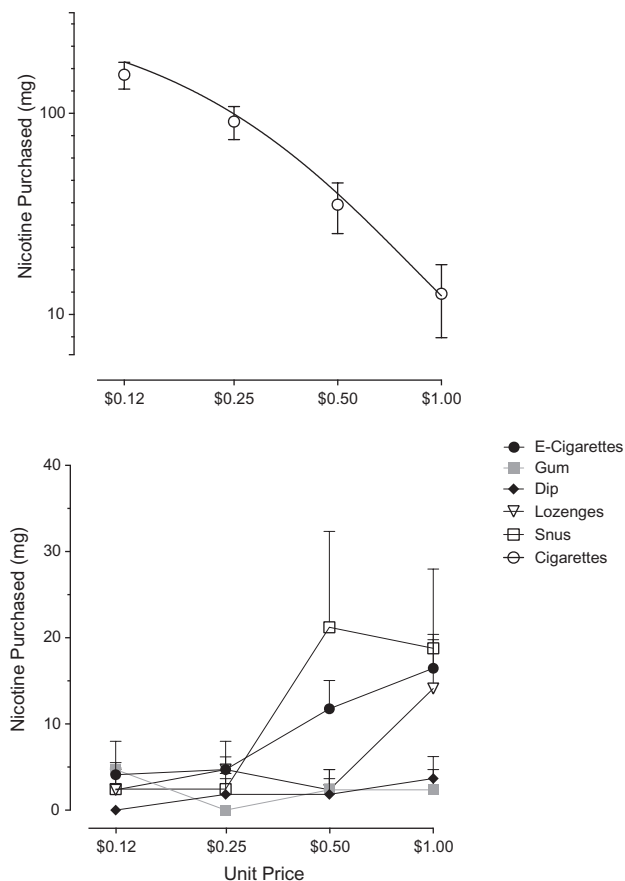 Nicotine Purchased (mg)
100
10
$0.12 $0.25 $0.50 $1.00
E-Cigarettes
Gum
Dip
Lozenges
Snus
Cigarettes
Nicotine Purchased (mg)
40
30
20
10
0
$0.12 $0.25 $0.50 $1.00
Unit Price